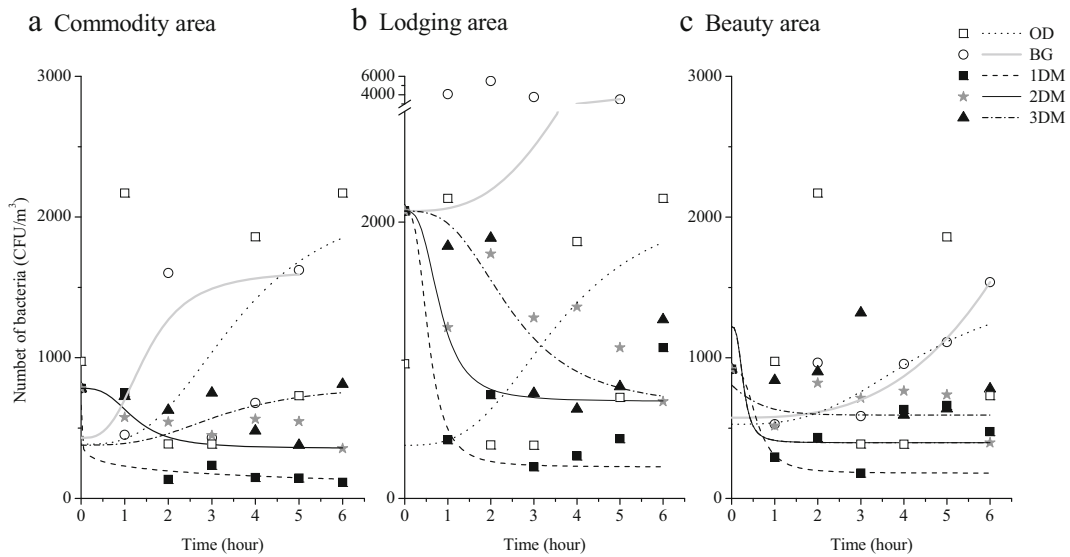 a Commodity area
b Lodging area
c Beauty area
OD
BG
1DM
2DM
3DM
Numbet of bacteria (CFU/m³)
3000
2000
1000
0
0 1 2 3 4 5 6
Time (hour)
6000
4000
2000
0
0 1 2 3 4 5 6
Time (hour)
3000
2000
1000
0
0 1 2 3 4 5 6
Time (hour)